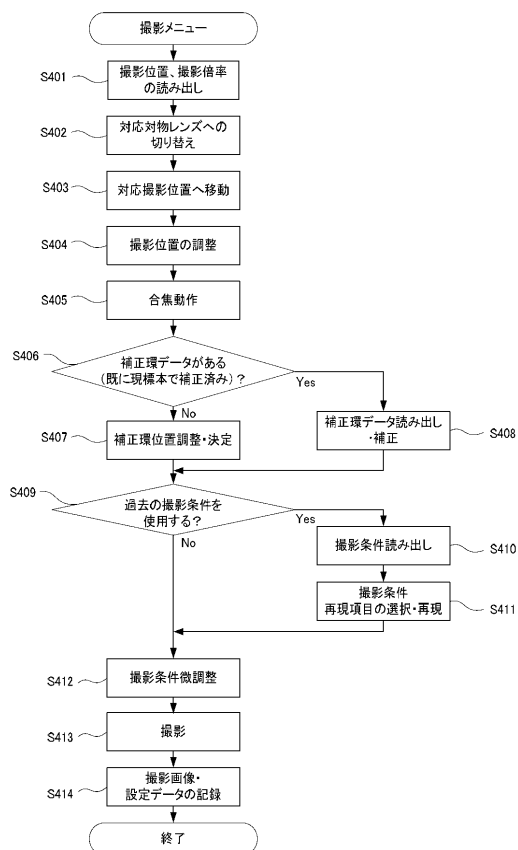 撮影メニュー
S401
撮影位置、撮影倍率
の読み出し
S402
対応対物レンズへの
切り替え
S403
対応撮影位置へ移動
S404
撮影位置の調整
S405
合焦動作
S406
補正環データがある
(既に現標本で補正済み)?
Yes
No
S407
補正環位置調整・決定
補正環データ読み出し
・補正
S408
S409
過去の撮影条件を
使用する?
Yes
No
撮影条件読み出し
S410
撮影条件
再現項目の選択・再現
S411
S412
撮影条件微調整
S413
撮影
S414
撮影画像・
設定データの記録
終了